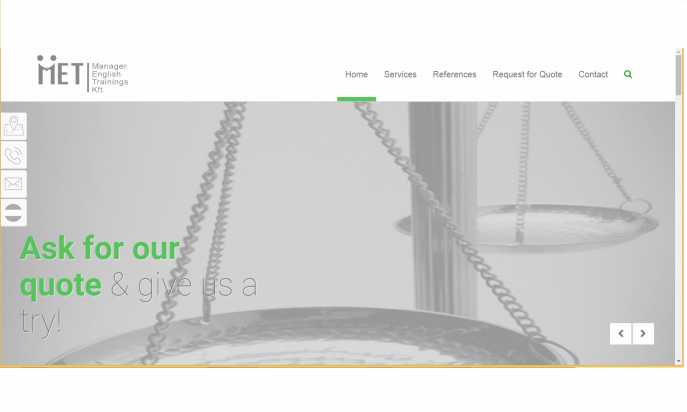 MET
Manager
English
Trainings
Kft.
Home Services References Request for Quote Contact
Ask for our
quote & give us a
try!